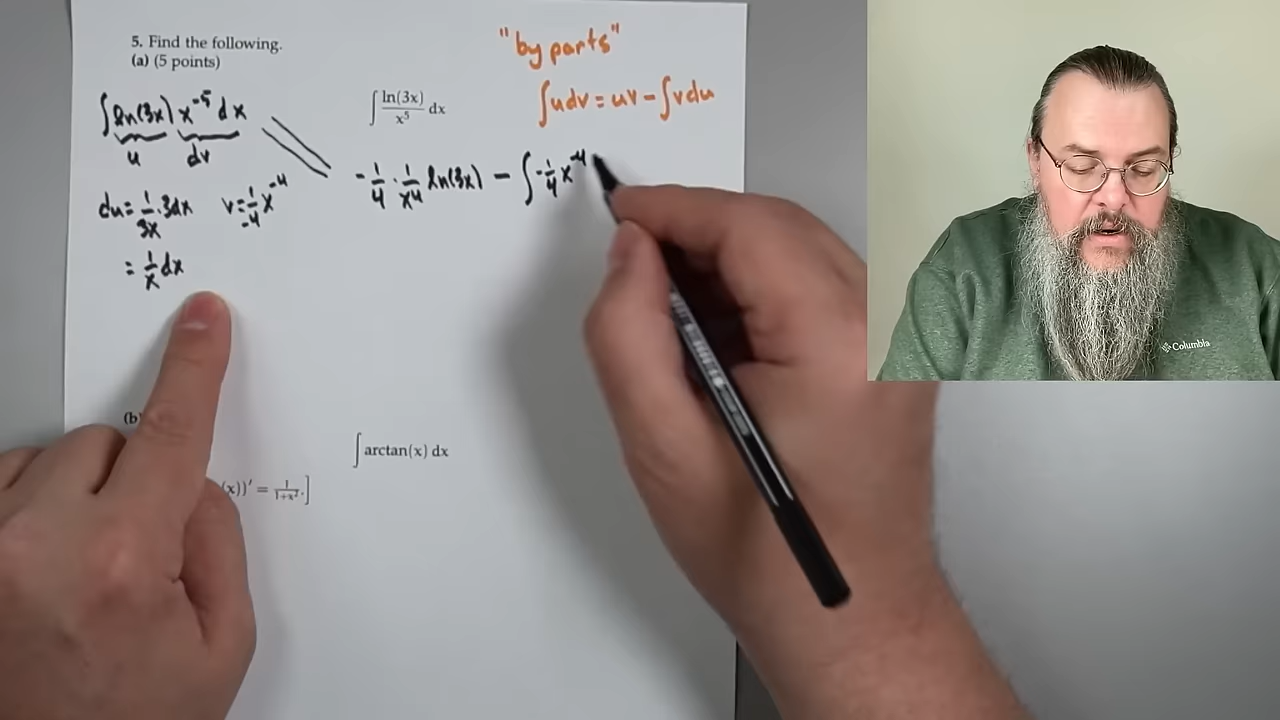 5. Find the following.
(a) (5 points)
∫ ln(3x) x⁻⁵ dx
u dv
du = 1/3x · 3dx v = 1/-4 x⁻⁴
= 1/x dx
∫ ln(3x)/x⁵ dx
"by parts"
∫udv = uv − ∫vdu
-1/4 · 1/x⁴ ln(3x) − ∫ -1/4 x⁻⁴
(b)
∫ arctan(x) dx
(x))′ = 1/1+x² .]
Columbia